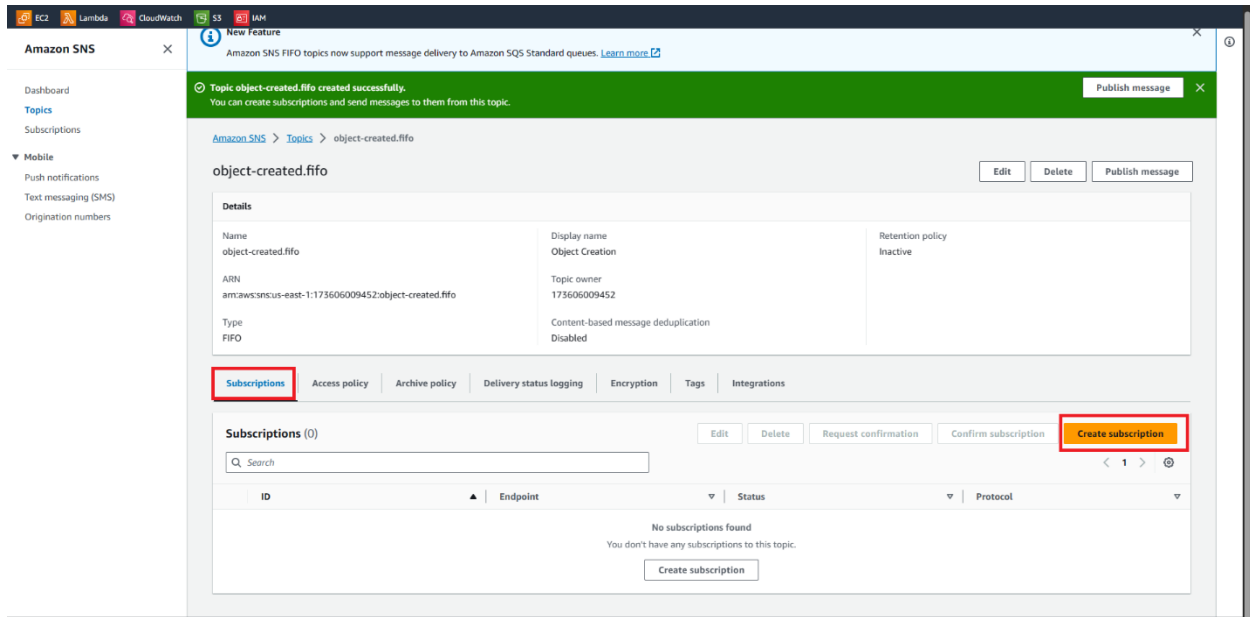 EC2 Lambda CloudWatch S3 IAM
Amazon SNS
Dashboard
Topics
Subscriptions
Mobile
Push notifications
Text messaging (SMS)
Origination numbers
New Feature
Amazon SNS FIFO topics now support message delivery to Amazon SQS Standard queues. Learn more
Topic object-created.fifo created successfully.
You can create subscriptions and send messages to them from this topic.
Publish message
Amazon SNS > Topics > object-created.fifo
object-created.fifo
Edit Delete Publish message
Details
Name
object-created.fifo
ARN
arn:aws:sns:us-east-1:173606009452:object-created.fifo
Type
FIFO
Display name
Object Creation
Topic owner
173606009452
Content-based message deduplication
Disabled
Retention policy
Inactive
Subscriptions Access policy Archive policy Delivery status logging Encryption Tags Integrations
Subscriptions (0)
Edit Delete Request confirmation Confirm subscription Create subscription
Search
< 1 >
ID Endpoint Status Protocol
No subscriptions found
You don't have any subscriptions to this topic.
Create subscription